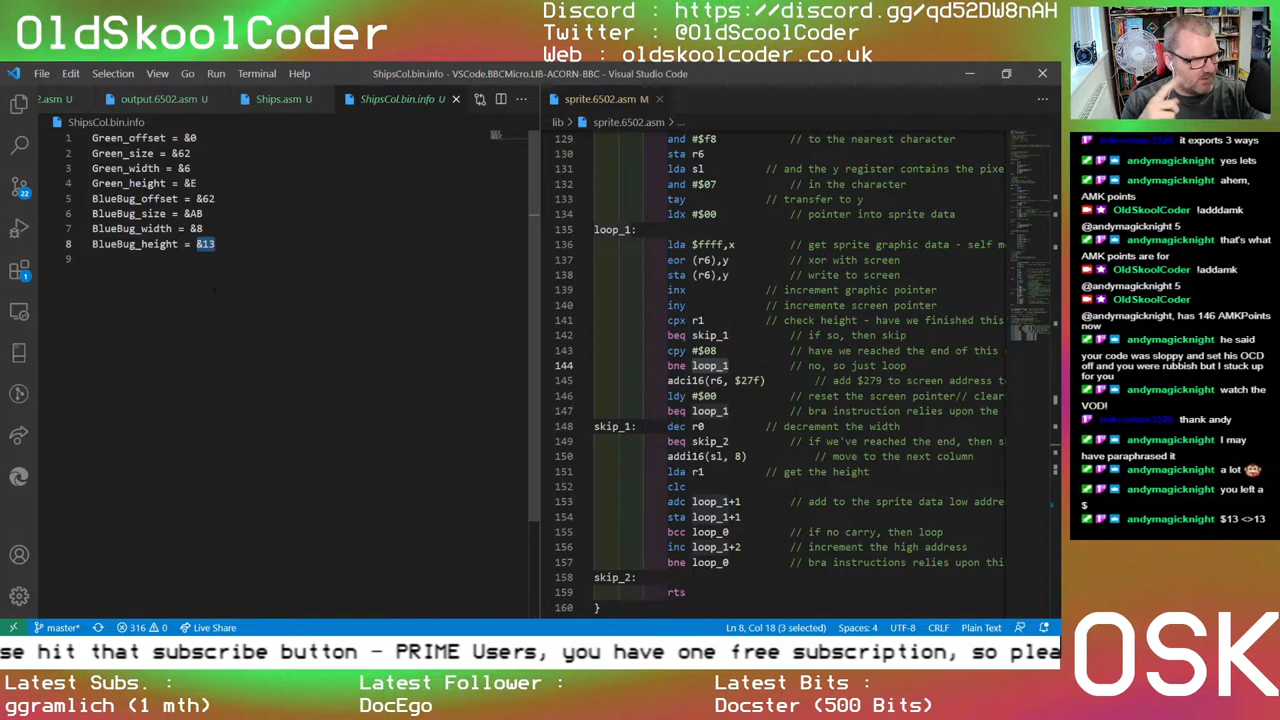 OldSkoolCoder
Discord : https://discord.gg/qd52DW8nAH
Twitter : @OldScoolCoder
Web : oldskoolcoder.co.uk
File Edit Selection View Go Run Terminal Help
ShipsCol.bin.info - VSCode.BBCMicro.LIB-ACORN-BBC - Visual Studio Code
2.asm U
output.6502.asm U
Ships.asm U
ShipsCol.bin.info U
ShipsCol.bin.info
1 Green_offset = &0
2 Green_size = &62
3 Green_width = &6
4 Green_height = &E
5 BlueBug_offset = &62
6 BlueBug_size = &AB
7 BlueBug_width = &8
8 BlueBug_height = &13
9
sprite.6502.asm M
lib > sprite.6502.asm > ...
129 and #$f8 // to the nearest character
130 sta r6
131 lda sl // and the y register contains the pixe
132 and #$07 // in the character
133 tay // transfer to y
134 ldx #$00 // pointer into sprite data
135 loop_1:
136 lda $ffff,x // get sprite graphic data - self m
137 eor (r6),y // xor with screen
138 sta (r6),y // write to screen
139 inx // increment graphic pointer
140 iny // incremente screen pointer
141 cpx r1 // check height - have we finished this
142 beq skip_1 // if so, then skip
143 cpy #$08 // have we reached the end of this c
144 bne loop_1 // no, so just loop
145 adci16(r6, $27f) // add $279 to screen address to
146 ldy #$00 // reset the screen pointer// clear
147 beq loop_1 // bra instruction relies upon the
148 skip_1: dec r0 // decrement the width
149 beq skip_2 // if we've reached the end, then s
150 addi16(sl, 8) // move to the next column
151 lda r1 // get the height
152 clc
153 adc loop_1+1 // add to the sprite data low addre
154 sta loop_1+1
155 bcc loop_0 // if no carry, then loop
156 inc loop_1+2 // increment the high address
157 bne loop_0 // bra instructions relies upon thi
158 skip_2:
159 rts
160 }
22
1
master*
316 0
Live Share
Ln 8, Col 18 (3 selected) Spaces: 4 UTF-8 CRLF Plain Text
it exports 3 ways
andymagicknight yes lets
andymagicknight ahem,
AMK points
OldSkoolCoder !adddamk
@andymagicknight 5
andymagicknight that's what
AMK points are for
OldSkoolCoder !addamk
@andymagicknight 5
OldSkoolCoder
@andymagicknight, has 146 AMKPoints
now
andymagicknight he said
your code was sloppy and set his OCD
off and you were rubbish but I stuck up
for you
andymagicknight watch the
VOD!
thank andy
andymagicknight I may
have paraphrased it
andymagicknight a lot
andymagicknight you left a
$
andymagicknight $13 <>13
OSK
se hit that subscribe button - PRIME Users, you have one free subscription, so plea
Latest Subs. :
ggramlich (1 mth)
Latest Follower :
DocEgo
Latest Bits :
Docster (500 Bits)